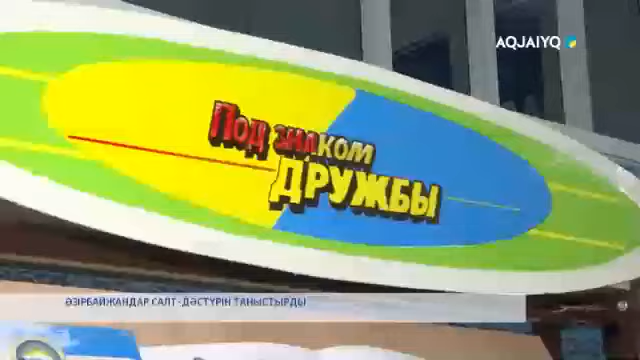 AQJAIYQ
Под знаком
ДРУЖБЫ
ӘЗІРБАЙЖАНДАР САЛТ-ДӘСТҮРІН ТАНЫСТЫРДЫ